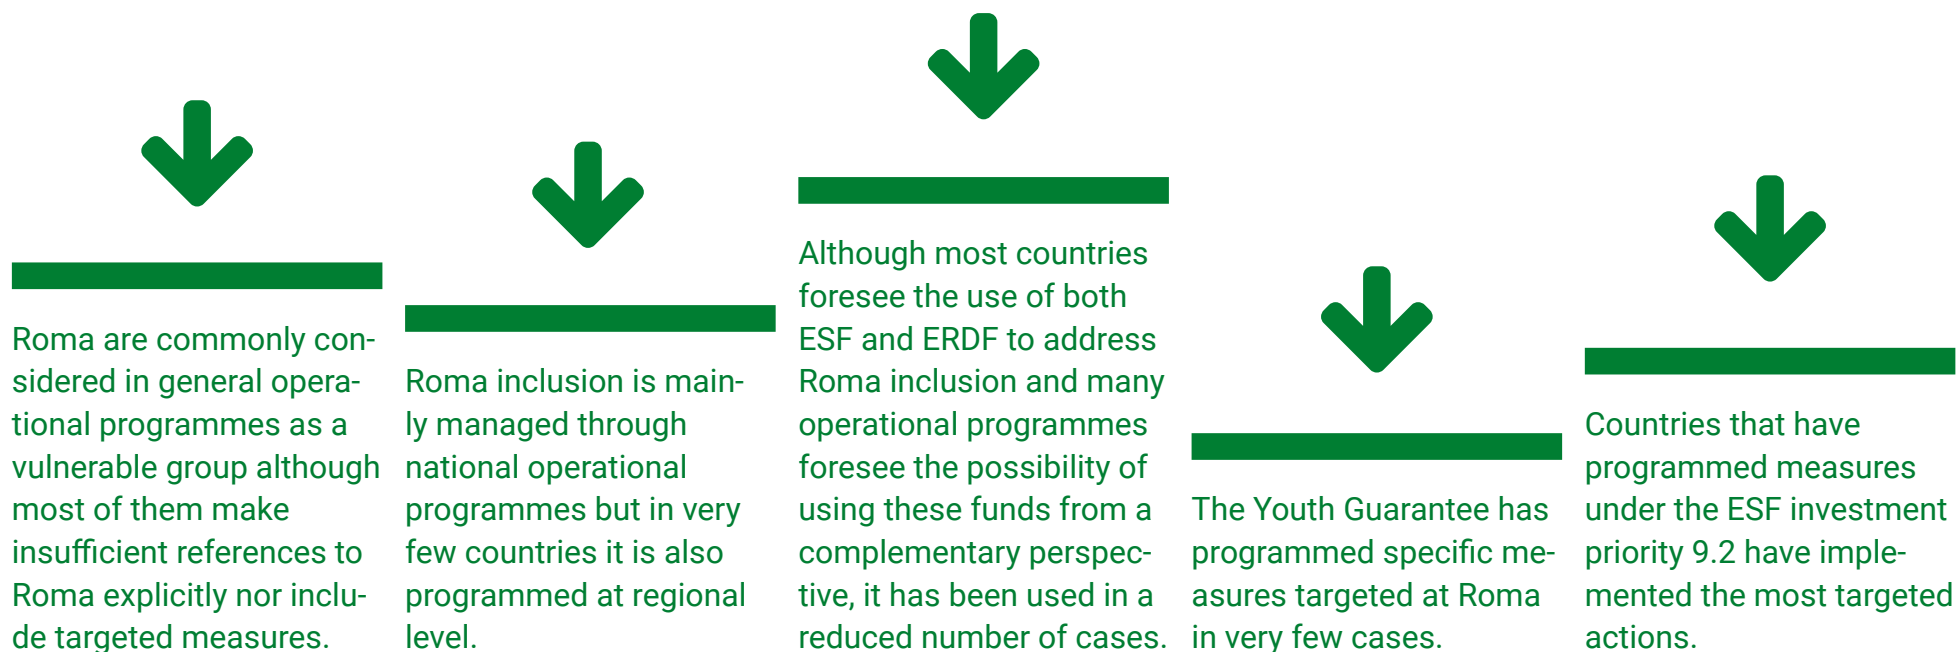 Roma are commonly con-
sidered in general opera-
tional programmes as a
vulnerable group although
most of them make
insufficient references to
Roma explicitly nor inclu-
de targeted measures.
Roma inclusion is main-
ly managed through
national operational
programmes but in very
few countries it is also
programmed at regional
level.
Although most countries
foresee the use of both
ESF and ERDF to address
Roma inclusion and many
operational programmes
foresee the possibility of
using these funds from a
complementary perspec-
tive, it has been used in a
reduced number of cases.
The Youth Guarantee has
programmed specific me-
asures targeted at Roma
in very few cases.
Countries that have
programmed measures
under the ESF investment
priority 9.2 have imple-
mented the most targeted
actions.